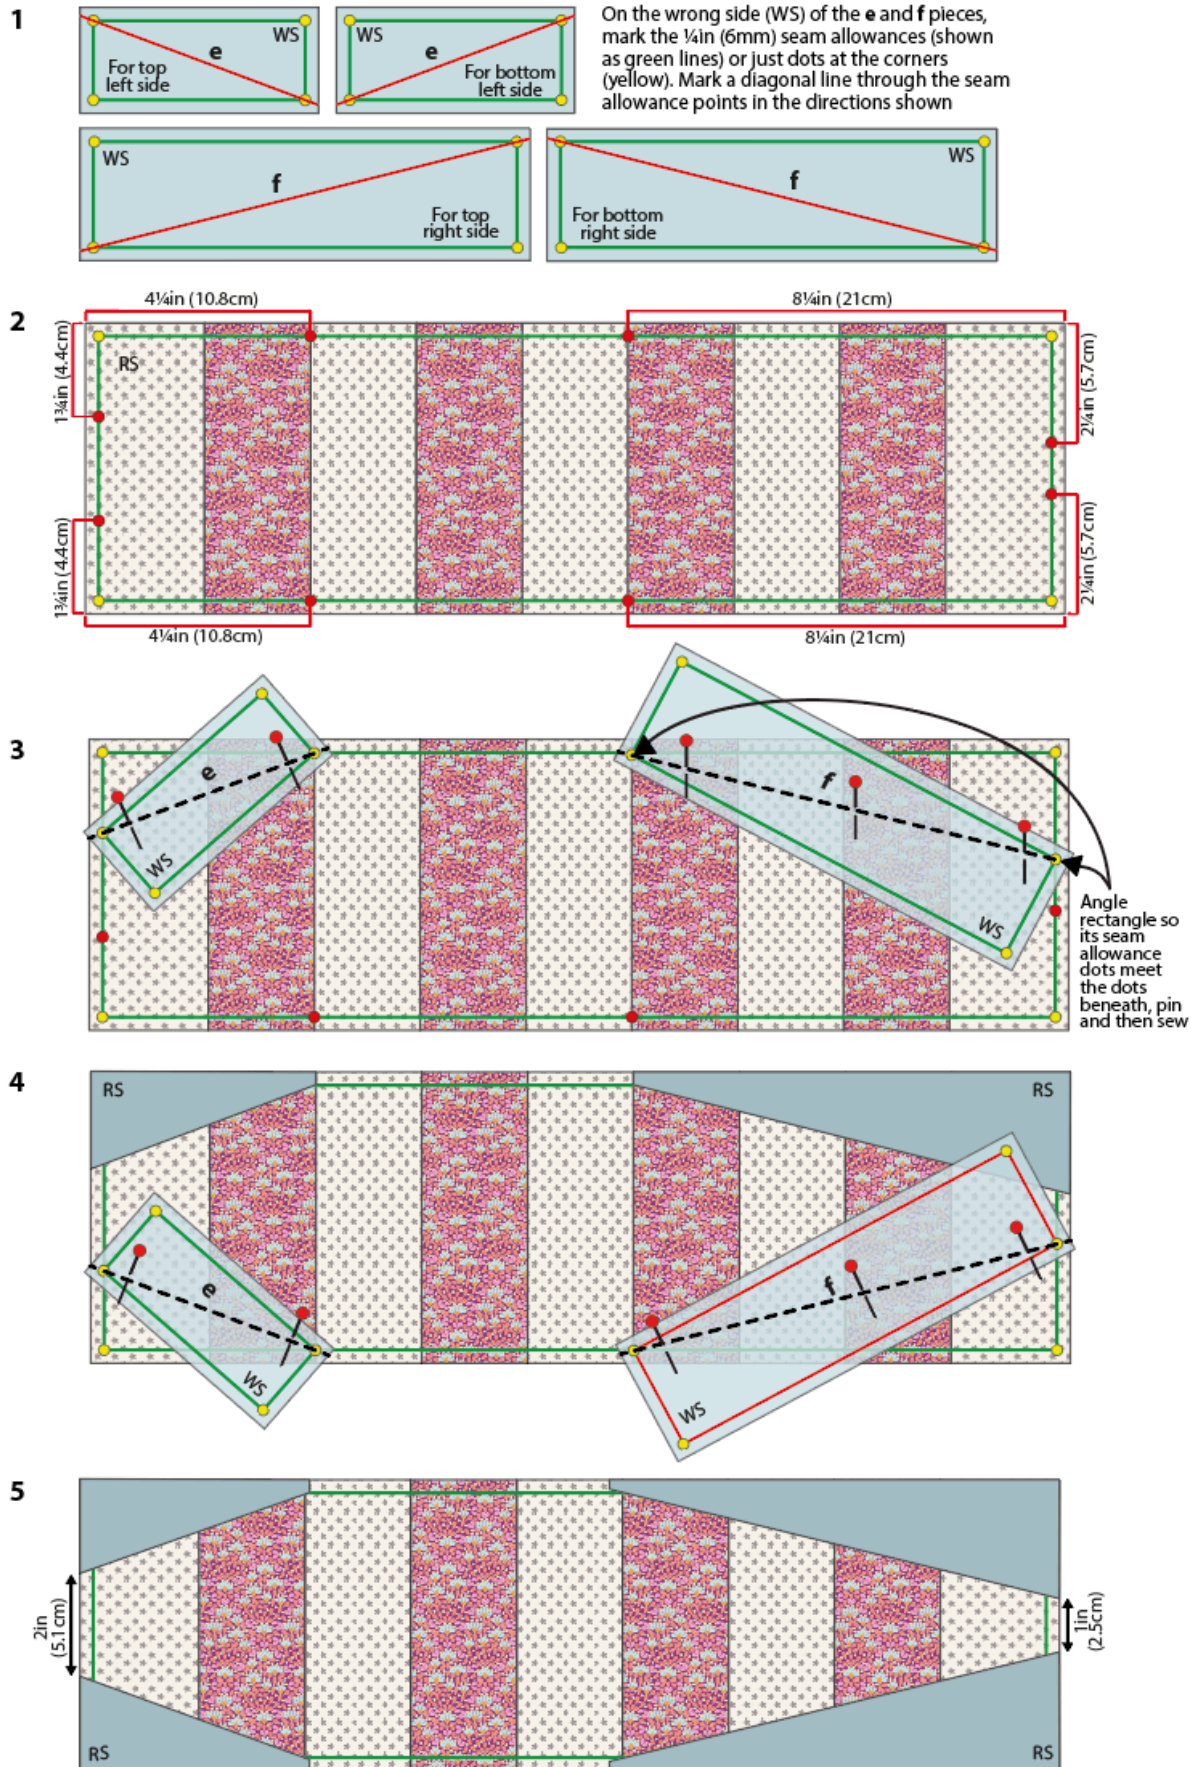 1
WS
e
For top
left side
WS
e
For bottom
left side
On the wrong side (WS) of the e and f pieces,
mark the ¼in (6mm) seam allowances (shown
as green lines) or just dots at the corners
(yellow). Mark a diagonal line through the seam
allowance points in the directions shown
WS
f
For top
right side
WS
f
For bottom
right side
2
4¼in (10.8cm)
8¼in (21cm)
1¾in (4.4cm)
RS
2¼in (5.7cm)
1¾in (4.4cm)
2¼in (5.7cm)
4¼in (10.8cm)
8¼in (21cm)
3
e
WS
f
WS
Angle
rectangle so
its seam
allowance
dots meet
the dots
beneath, pin
and then sew
4
RS
RS
e
WS
f
WS
5
2in
(5.1cm)
1in
(2.5cm)
RS
RS